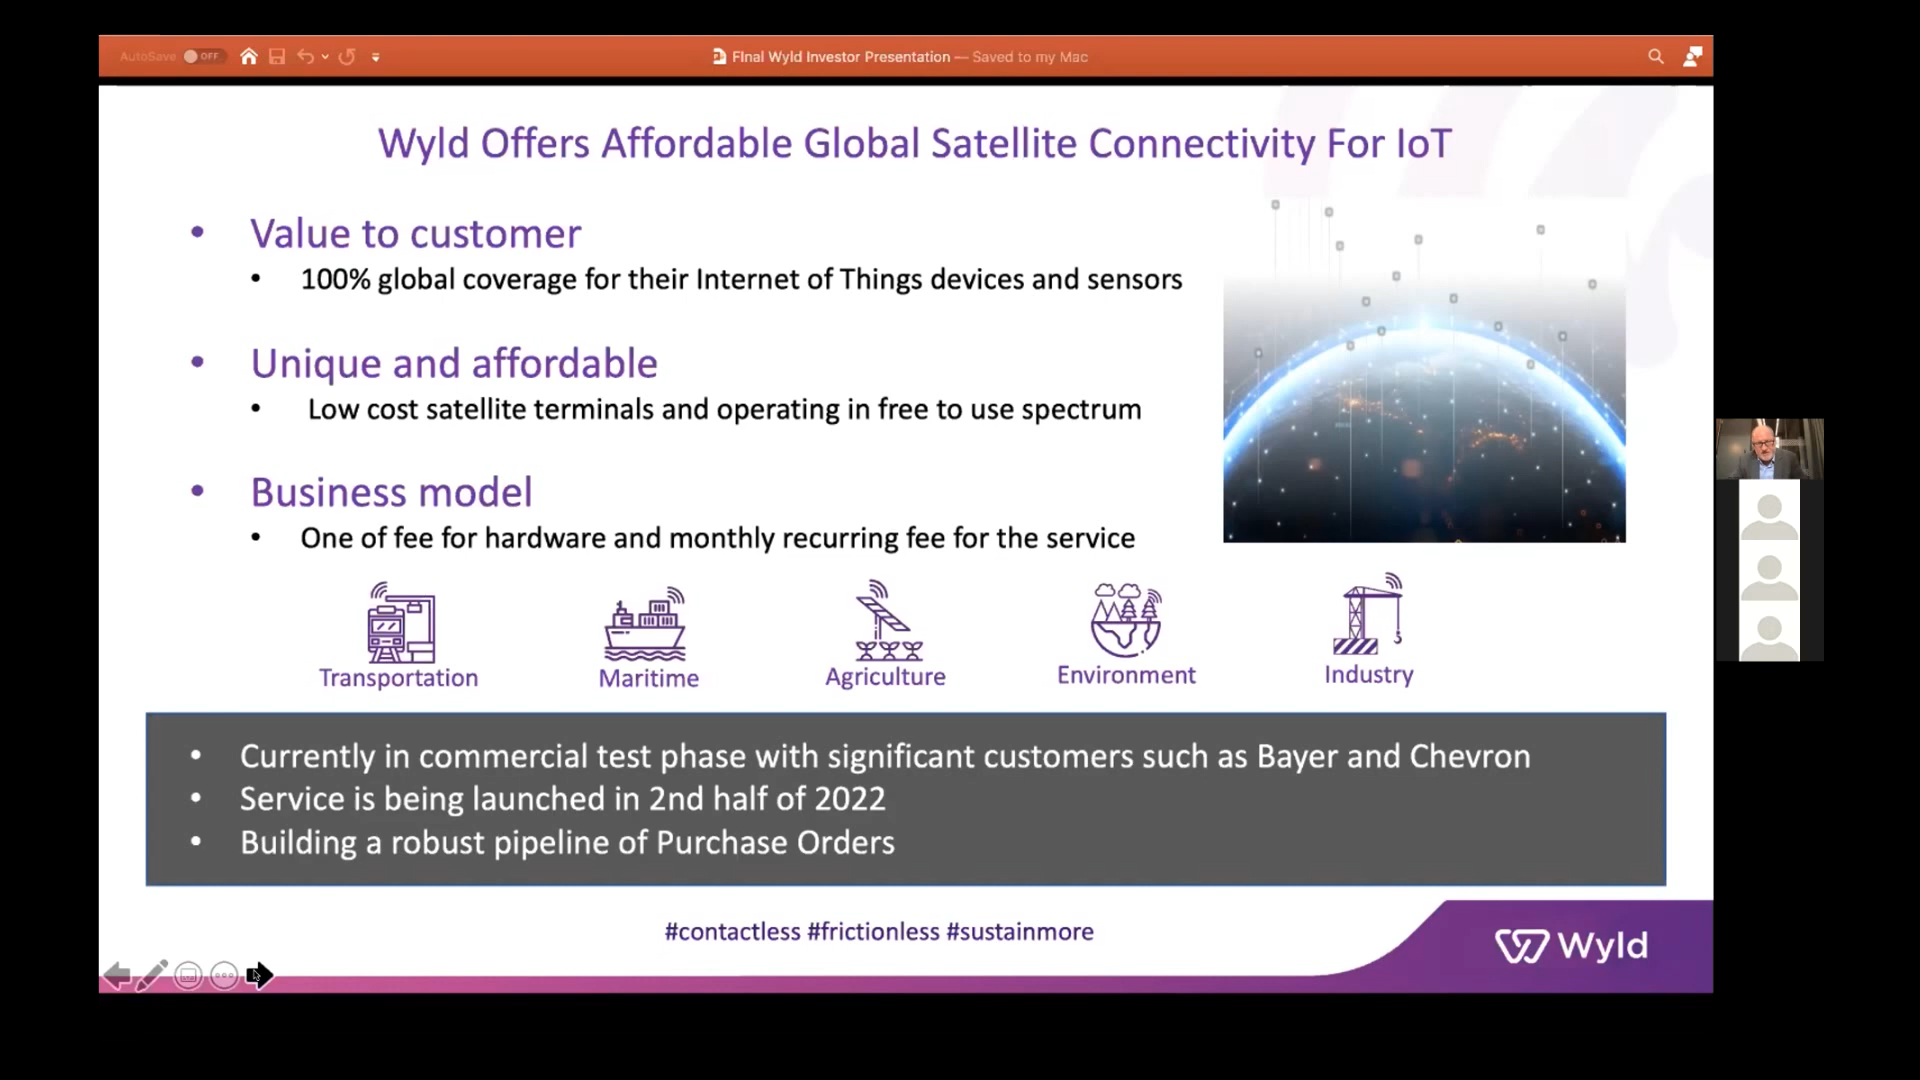 AutoSave OFF
FInal Wyld Investor Presentation — Saved to my Mac
Wyld Offers Affordable Global Satellite Connectivity For IoT
• Value to customer
• 100% global coverage for their Internet of Things devices and sensors
• Unique and affordable
• Low cost satellite terminals and operating in free to use spectrum
• Business model
• One of fee for hardware and monthly recurring fee for the service
Transportation Maritime Agriculture Environment Industry
• Currently in commercial test phase with significant customers such as Bayer and Chevron
• Service is being launched in 2nd half of 2022
• Building a robust pipeline of Purchase Orders
#contactless #frictionless #sustainmore
Wyld